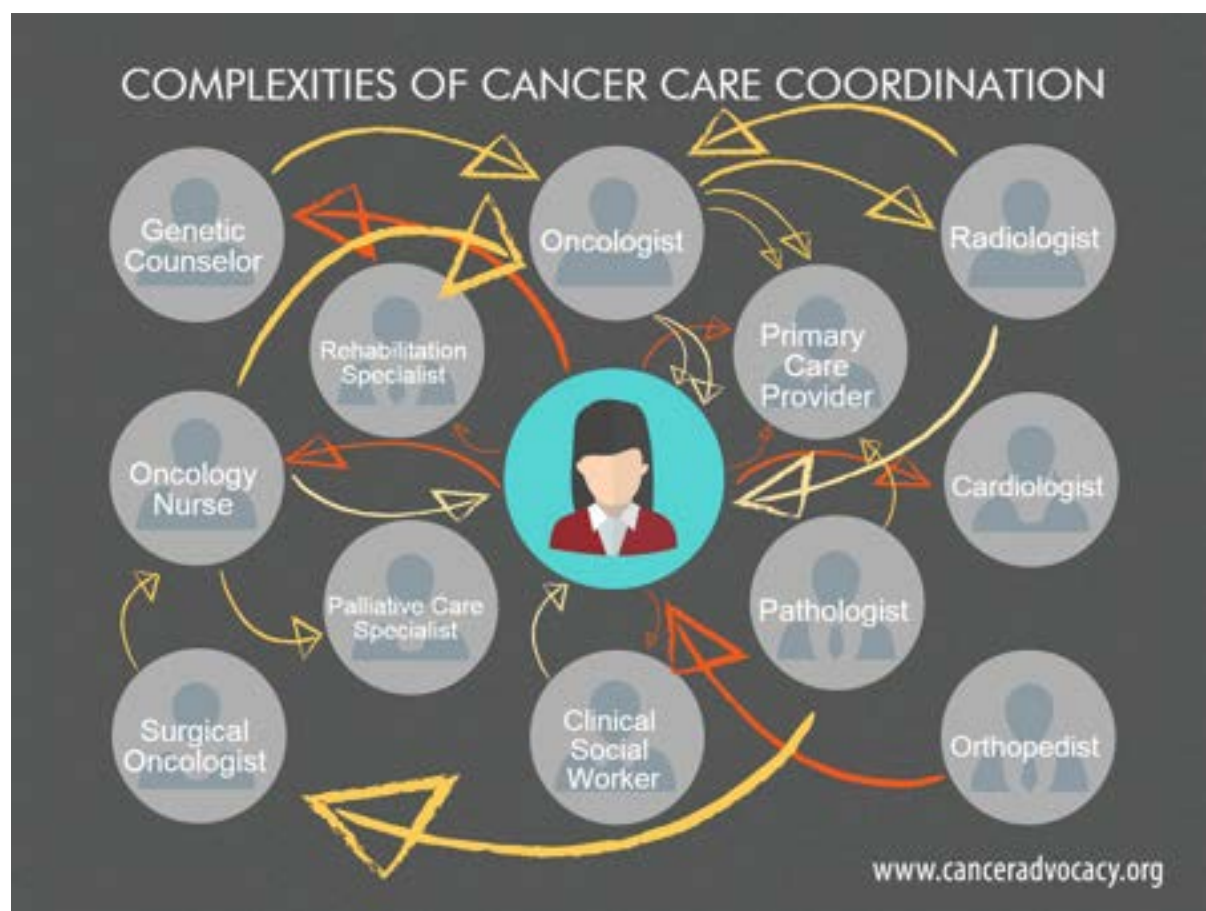 COMPLEXITIES OF CANCER CARE COORDINATION
Genetic
Counselor
Oncologist
Radiologist
Rehabilitation
Specialist
Primary
Care
Provider
Oncology
Nurse
Cardiologist
Palliative Care
Specialist
Pathologist
Surgical
Oncologist
Clinical
Social
Worker
Orthopedist
www.canceradvocacy.org